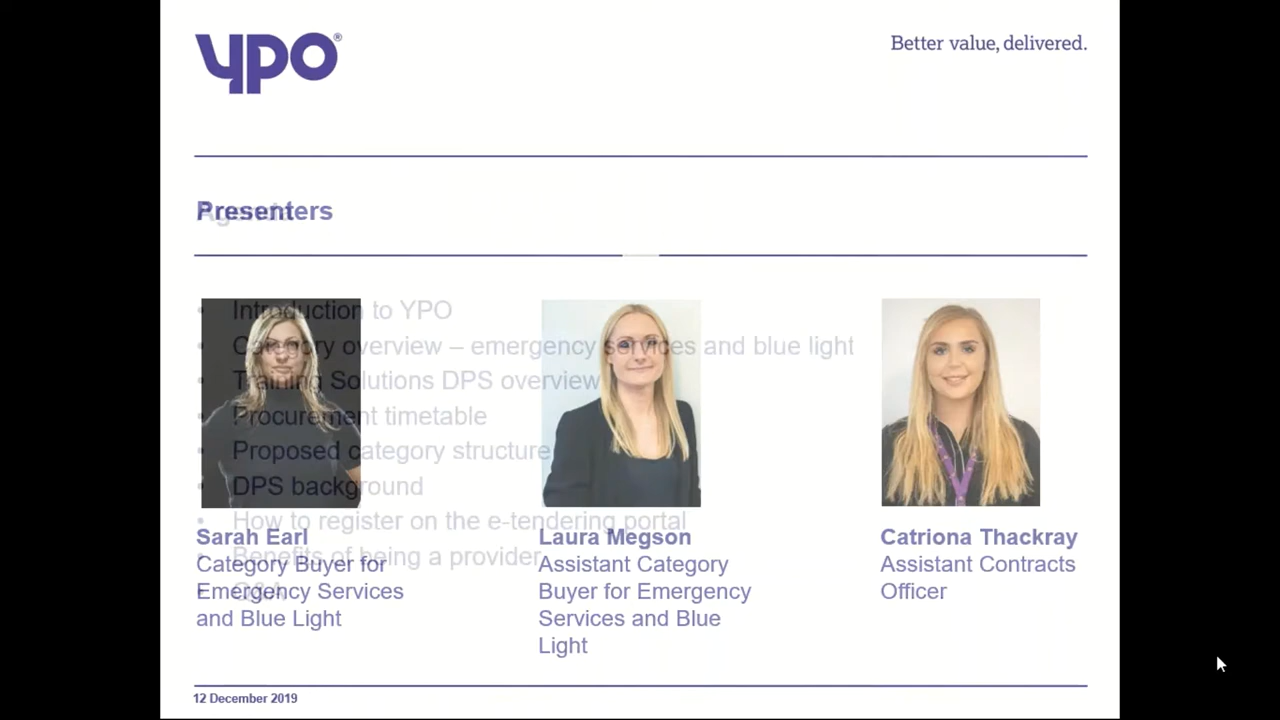 ypo®
Better value, delivered.
Presenters
Agenda
Introduction to YPO
Category overview – emergency services and blue light
Training Solutions DPS overview
Procurement timetable
Proposed category structure
DPS background
How to register on the e-tendering portal
Benefits of being a provider
Q&A
Sarah Earl
Category Buyer for
Emergency Services
and Blue Light
Laura Megson
Assistant Category
Buyer for Emergency
Services and Blue
Light
Catriona Thackray
Assistant Contracts
Officer
12 December 2019